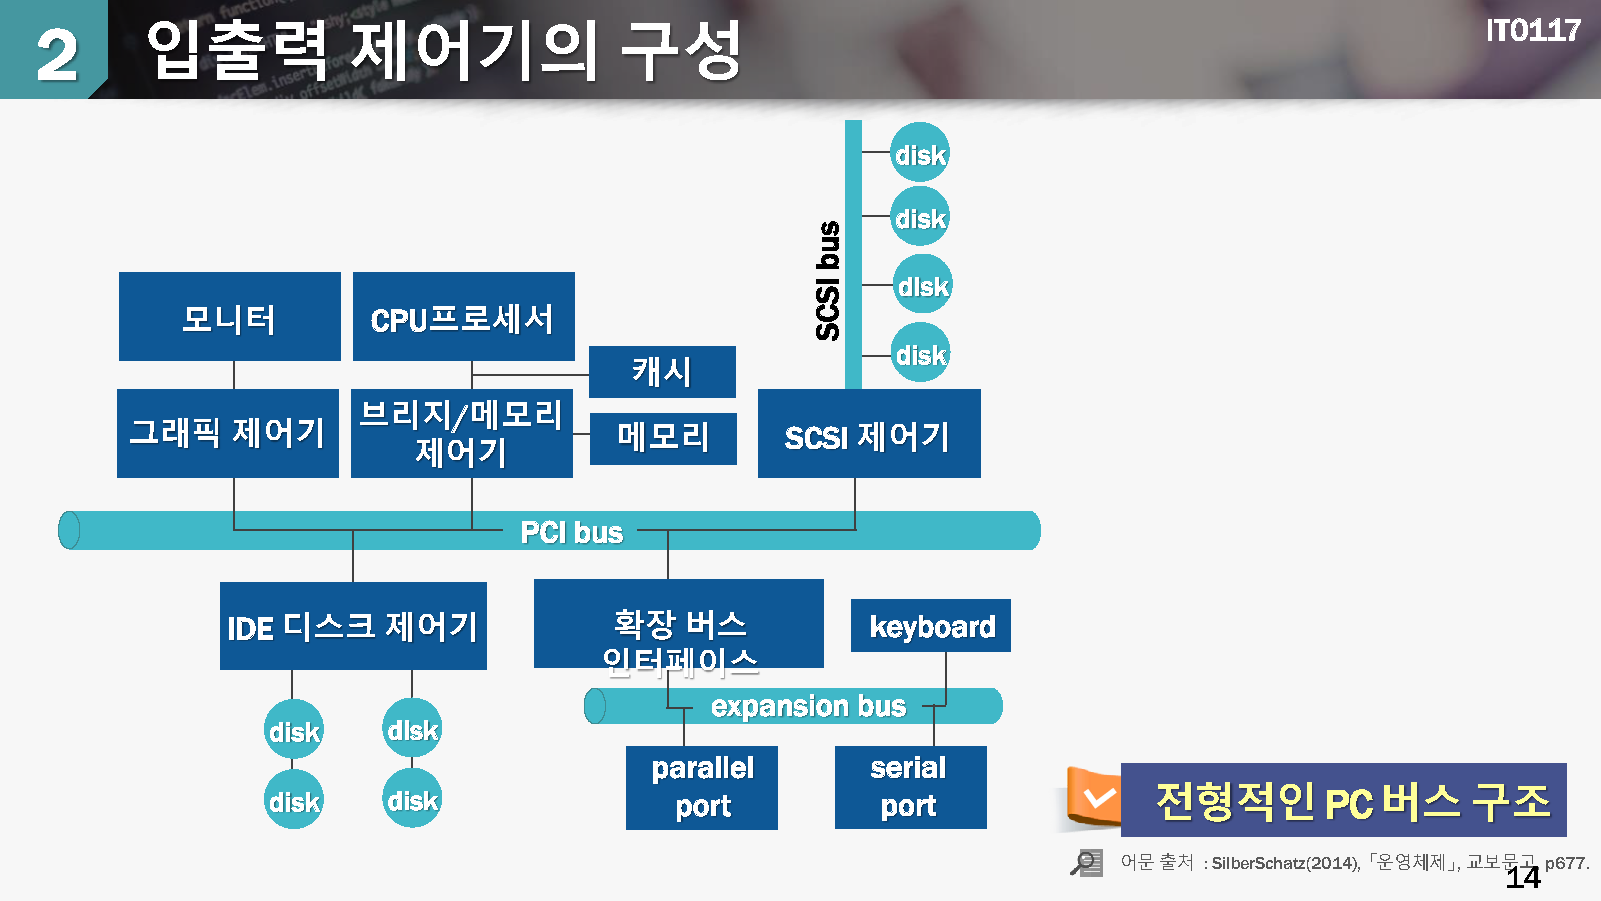 2
입출력 제어기의 구성
IT0117
disk
disk
SCSI bus
dIsk
disk
모니터
CPU프로세서
캐시
그래픽 제어기
브리지/메모리
제어기
메모리
SCSI 제어기
PCI bus
IDE 디스크 제어기
확장 버스
인터페이스
keyboard
expansion bus
disk
dIsk
disk
disk
parallel
port
serial
port
전형적인 PC 버스 구조
어문 출처 : SilberSchatz(2014), 「운영체제」, 교보문고, p677.
14